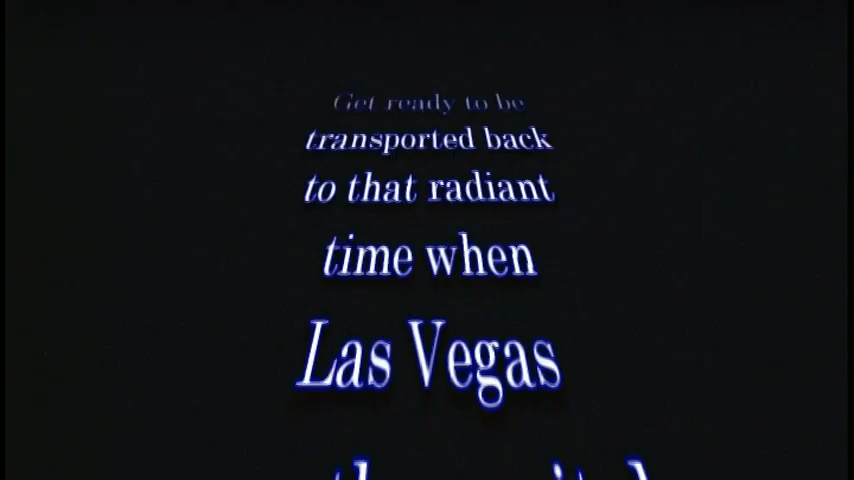 Get ready to be
transported back
to that radiant
time when
Las Vegas